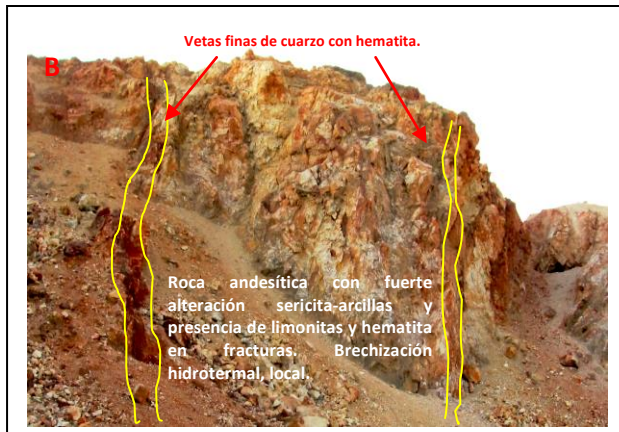 Vetas finas de cuarzo con hematita.
B
Roca andesítica con fuerte
alteración sericita-arcillas y
presencia de limonitas y hematita
en fracturas. Brechización
hidrotermal, local.